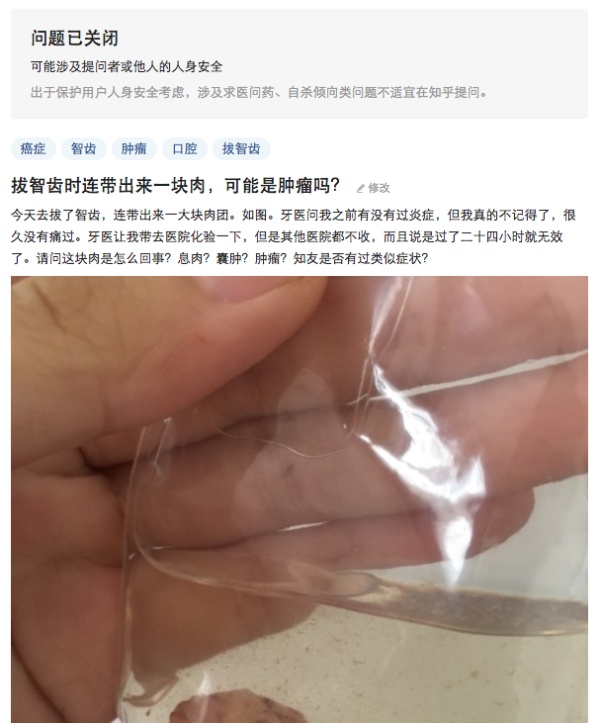 问题已关闭
可能涉及提问者或他人的人身安全
出于保护用户人身安全考虑，涉及求医问药、自杀倾向类问题不适宜在知乎提问。
癌症 智齿 肿瘤 口腔 拔智齿
拔智齿时连带出来一块肉，可能是肿瘤吗？ 修改
今天去拔了智齿，连带出来一大块肉团。如图。牙医问我之前有没有过炎症，但我真的不记得了，很
久没有痛过。牙医让我带去医院化验一下，但是其他医院都不收，而且说是过了二十四小时就无效
了。请问这块肉是怎么回事？息肉？囊肿？肿瘤？知友是否有过类似症状？